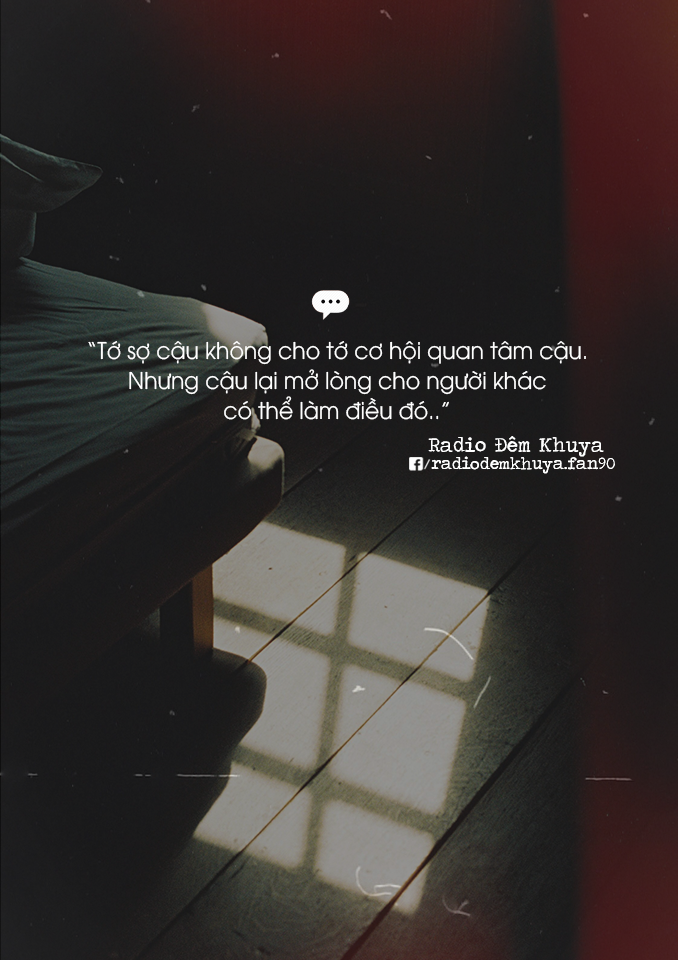 “Tớ sợ cậu không cho tớ cơ hội quan tâm cậu.
Nhưng cậu lại mở lòng cho người khác
có thể làm điều đó..”
Radio Đêm Khuya
/radiodemkhuya.fan90